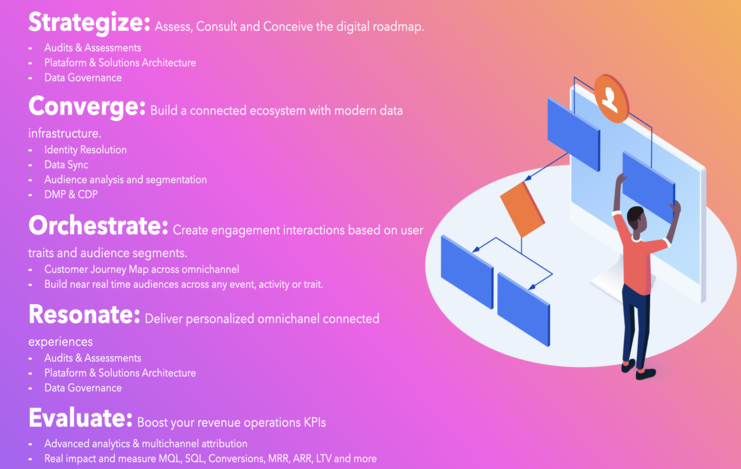 Strategize: Assess, Consult and Conceive the digital roadmap.
- Audits & Assessments
- Plataform & Solutions Architecture
- Data Governance
Converge: Build a connected ecosystem with modern data
infrastructure.
- Identity Resolution
- Data Sync
- Audience analysis and segmentation
- DMP & CDP
Orchestrate: Create engagement interactions based on user
traits and audience segments.
- Customer Journey Map across omnichannel
- Build near real time audiences across any event, activity or trait.
Resonate: Deliver personalized omnichanel connected
experiences
- Audits & Assessments
- Plataform & Solutions Architecture
- Data Governance
Evaluate: Boost your revenue operations KPIs
- Advanced analytics & multichannel attribution
- Real impact and measure MQL, SQL, Conversions, MRR, ARR, LTV and more